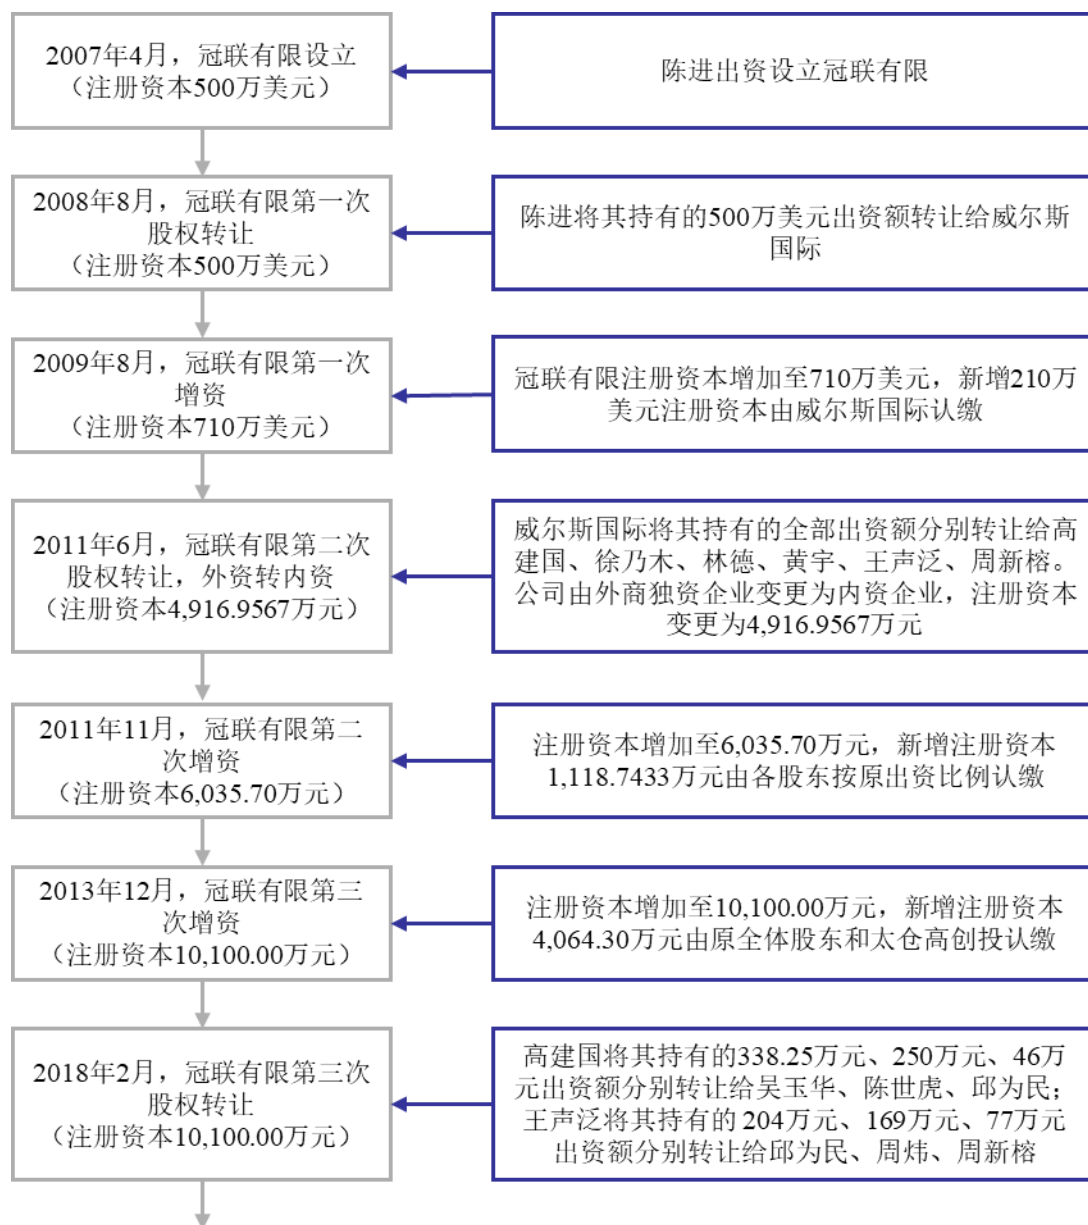 2007年4月，冠联有限设立
（注册资本500万美元）
陈进出资设立冠联有限
2008年8月，冠联有限第一次
股权转让
（注册资本500万美元）
陈进将其持有的500万美元出资额转让给威尔斯
国际
2009年8月，冠联有限第一次
增资
（注册资本710万美元）
冠联有限注册资本增加至710万美元，新增210万
美元注册资本由威尔斯国际认缴
2011年6月，冠联有限第二次
股权转让，外资转内资
（注册资本4,916.9567万元）
威尔斯国际将其持有的全部出资额分别转让给高
建国、徐乃木、林德、黄宇、王声泛、周新榕。
公司由外商独资企业变更为内资企业，注册资本
变更为4,916.9567万元
2011年11月，冠联有限第二
次增资
（注册资本6,035.70万元）
注册资本增加至6,035.70万元，新增注册资本
1,118.7433万元由各股东按原出资比例认缴
2013年12月，冠联有限第三
次增资
（注册资本10,100.00万元）
注册资本增加至10,100.00万元，新增注册资本
4,064.30万元由原全体股东和太仓高创投认缴
2018年2月，冠联有限第三次
股权转让
（注册资本10,100.00万元）
高建国将其持有的338.25万元、250万元、46万
元出资额分别转让给吴玉华、陈世虎、邱为民；
王声泛将其持有的 204万元、169万元、77万元
出资额分别转让给邱为民、周炜、周新榕